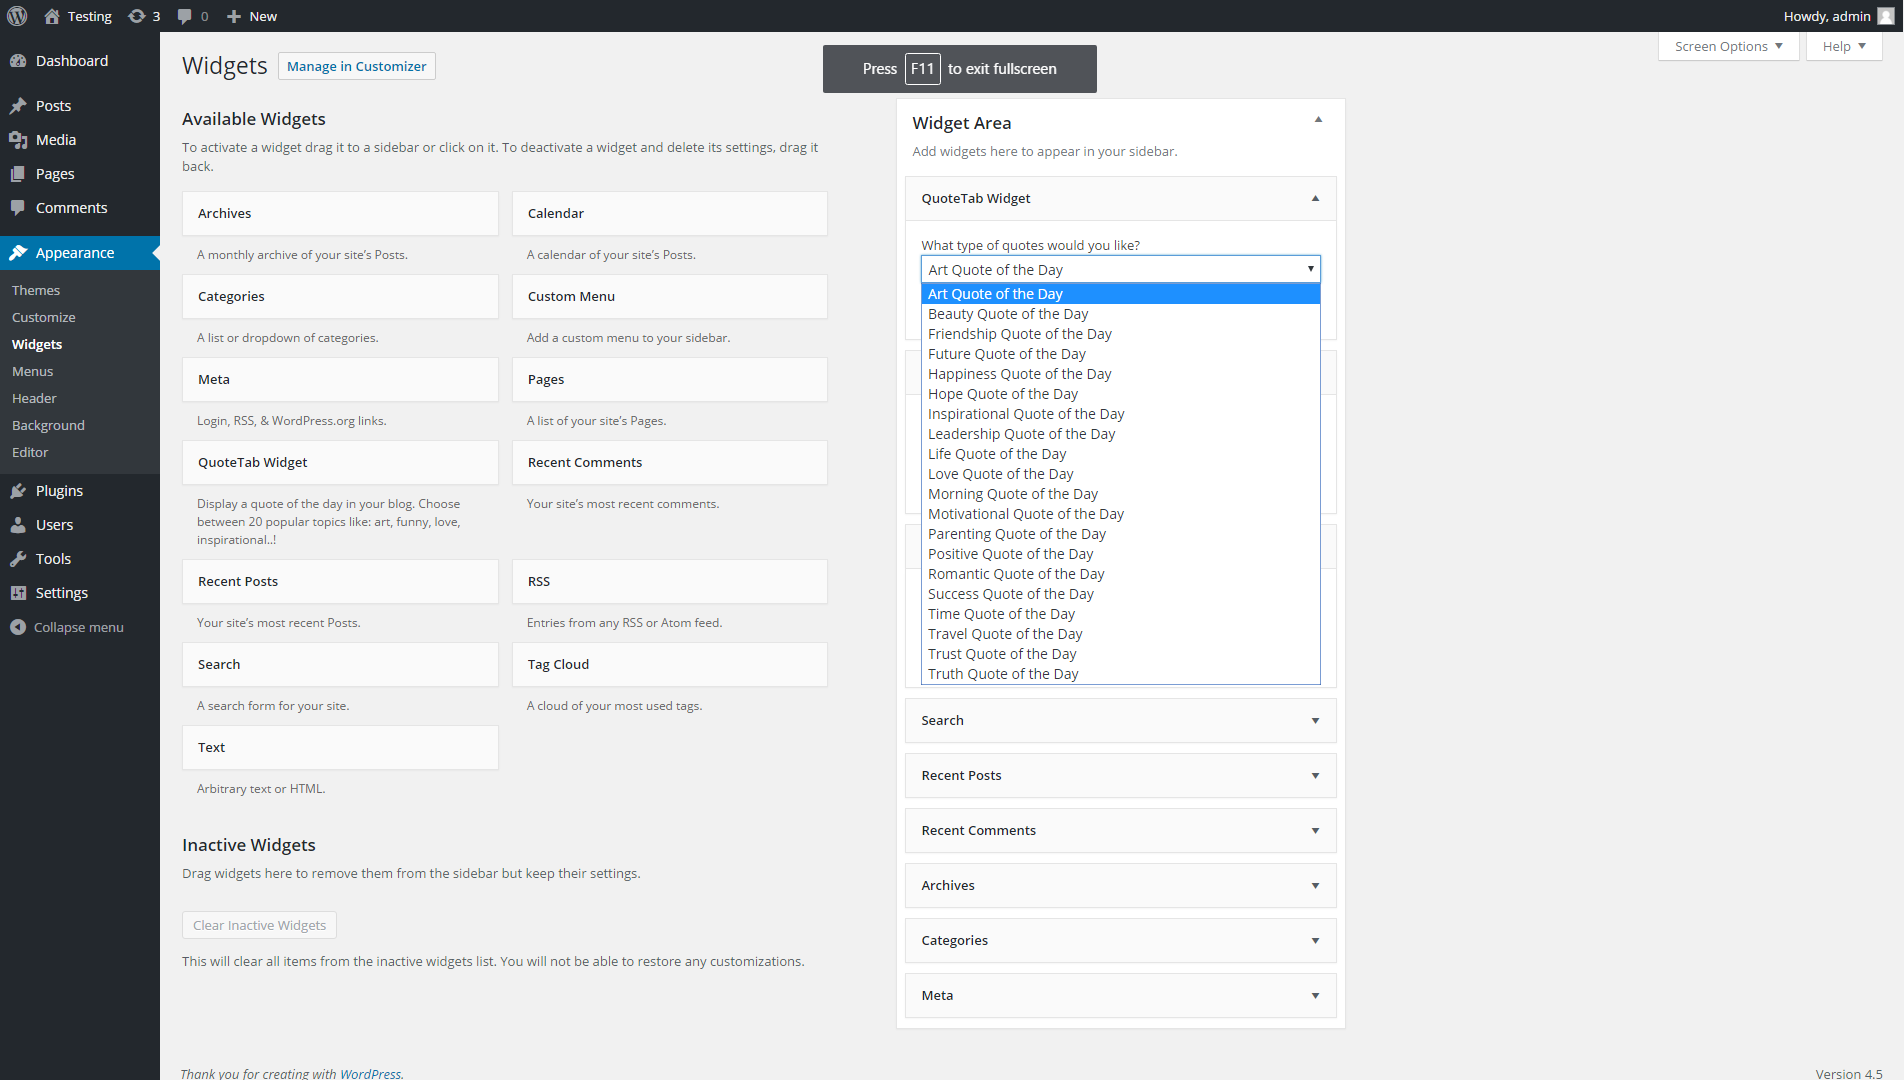 Testing 3 0 New
Howdy, admin
Dashboard
Posts
Media
Pages
Comments
Appearance
Themes
Customize
Widgets
Menus
Header
Background
Editor
Plugins
Users
Tools
Settings
Collapse menu
Screen Options
Help
Widgets
Manage in Customizer
Press F11 to exit fullscreen
Available Widgets
To activate a widget drag it to a sidebar or click on it. To deactivate a widget and delete its settings, drag it
back.
Archives
A monthly archive of your site's Posts.
Calendar
A calendar of your site's Posts.
Categories
A list or dropdown of categories.
Custom Menu
Add a custom menu to your sidebar.
Meta
Login, RSS, & WordPress.org links.
Pages
A list of your site's Pages.
QuoteTab Widget
Display a quote of the day in your blog. Choose
between 20 popular topics like: art, funny, love,
inspirational..!
Recent Comments
Your site's most recent comments.
Recent Posts
Your site's most recent Posts.
RSS
Entries from any RSS or Atom feed.
Search
A search form for your site.
Tag Cloud
A cloud of your most used tags.
Text
Arbitrary text or HTML.
Inactive Widgets
Drag widgets here to remove them from the sidebar but keep their settings.
Clear Inactive Widgets
This will clear all items from the inactive widgets list. You will not be able to restore any customizations.
Widget Area
Add widgets here to appear in your sidebar.
QuoteTab Widget
What type of quotes would you like?
Art Quote of the Day
Art Quote of the Day
Beauty Quote of the Day
Friendship Quote of the Day
Future Quote of the Day
Happiness Quote of the Day
Hope Quote of the Day
Inspirational Quote of the Day
Leadership Quote of the Day
Life Quote of the Day
Love Quote of the Day
Morning Quote of the Day
Motivational Quote of the Day
Parenting Quote of the Day
Positive Quote of the Day
Romantic Quote of the Day
Success Quote of the Day
Time Quote of the Day
Travel Quote of the Day
Trust Quote of the Day
Truth Quote of the Day
Search
Recent Posts
Recent Comments
Archives
Categories
Meta
Thank you for creating with WordPress.
Version 4.5